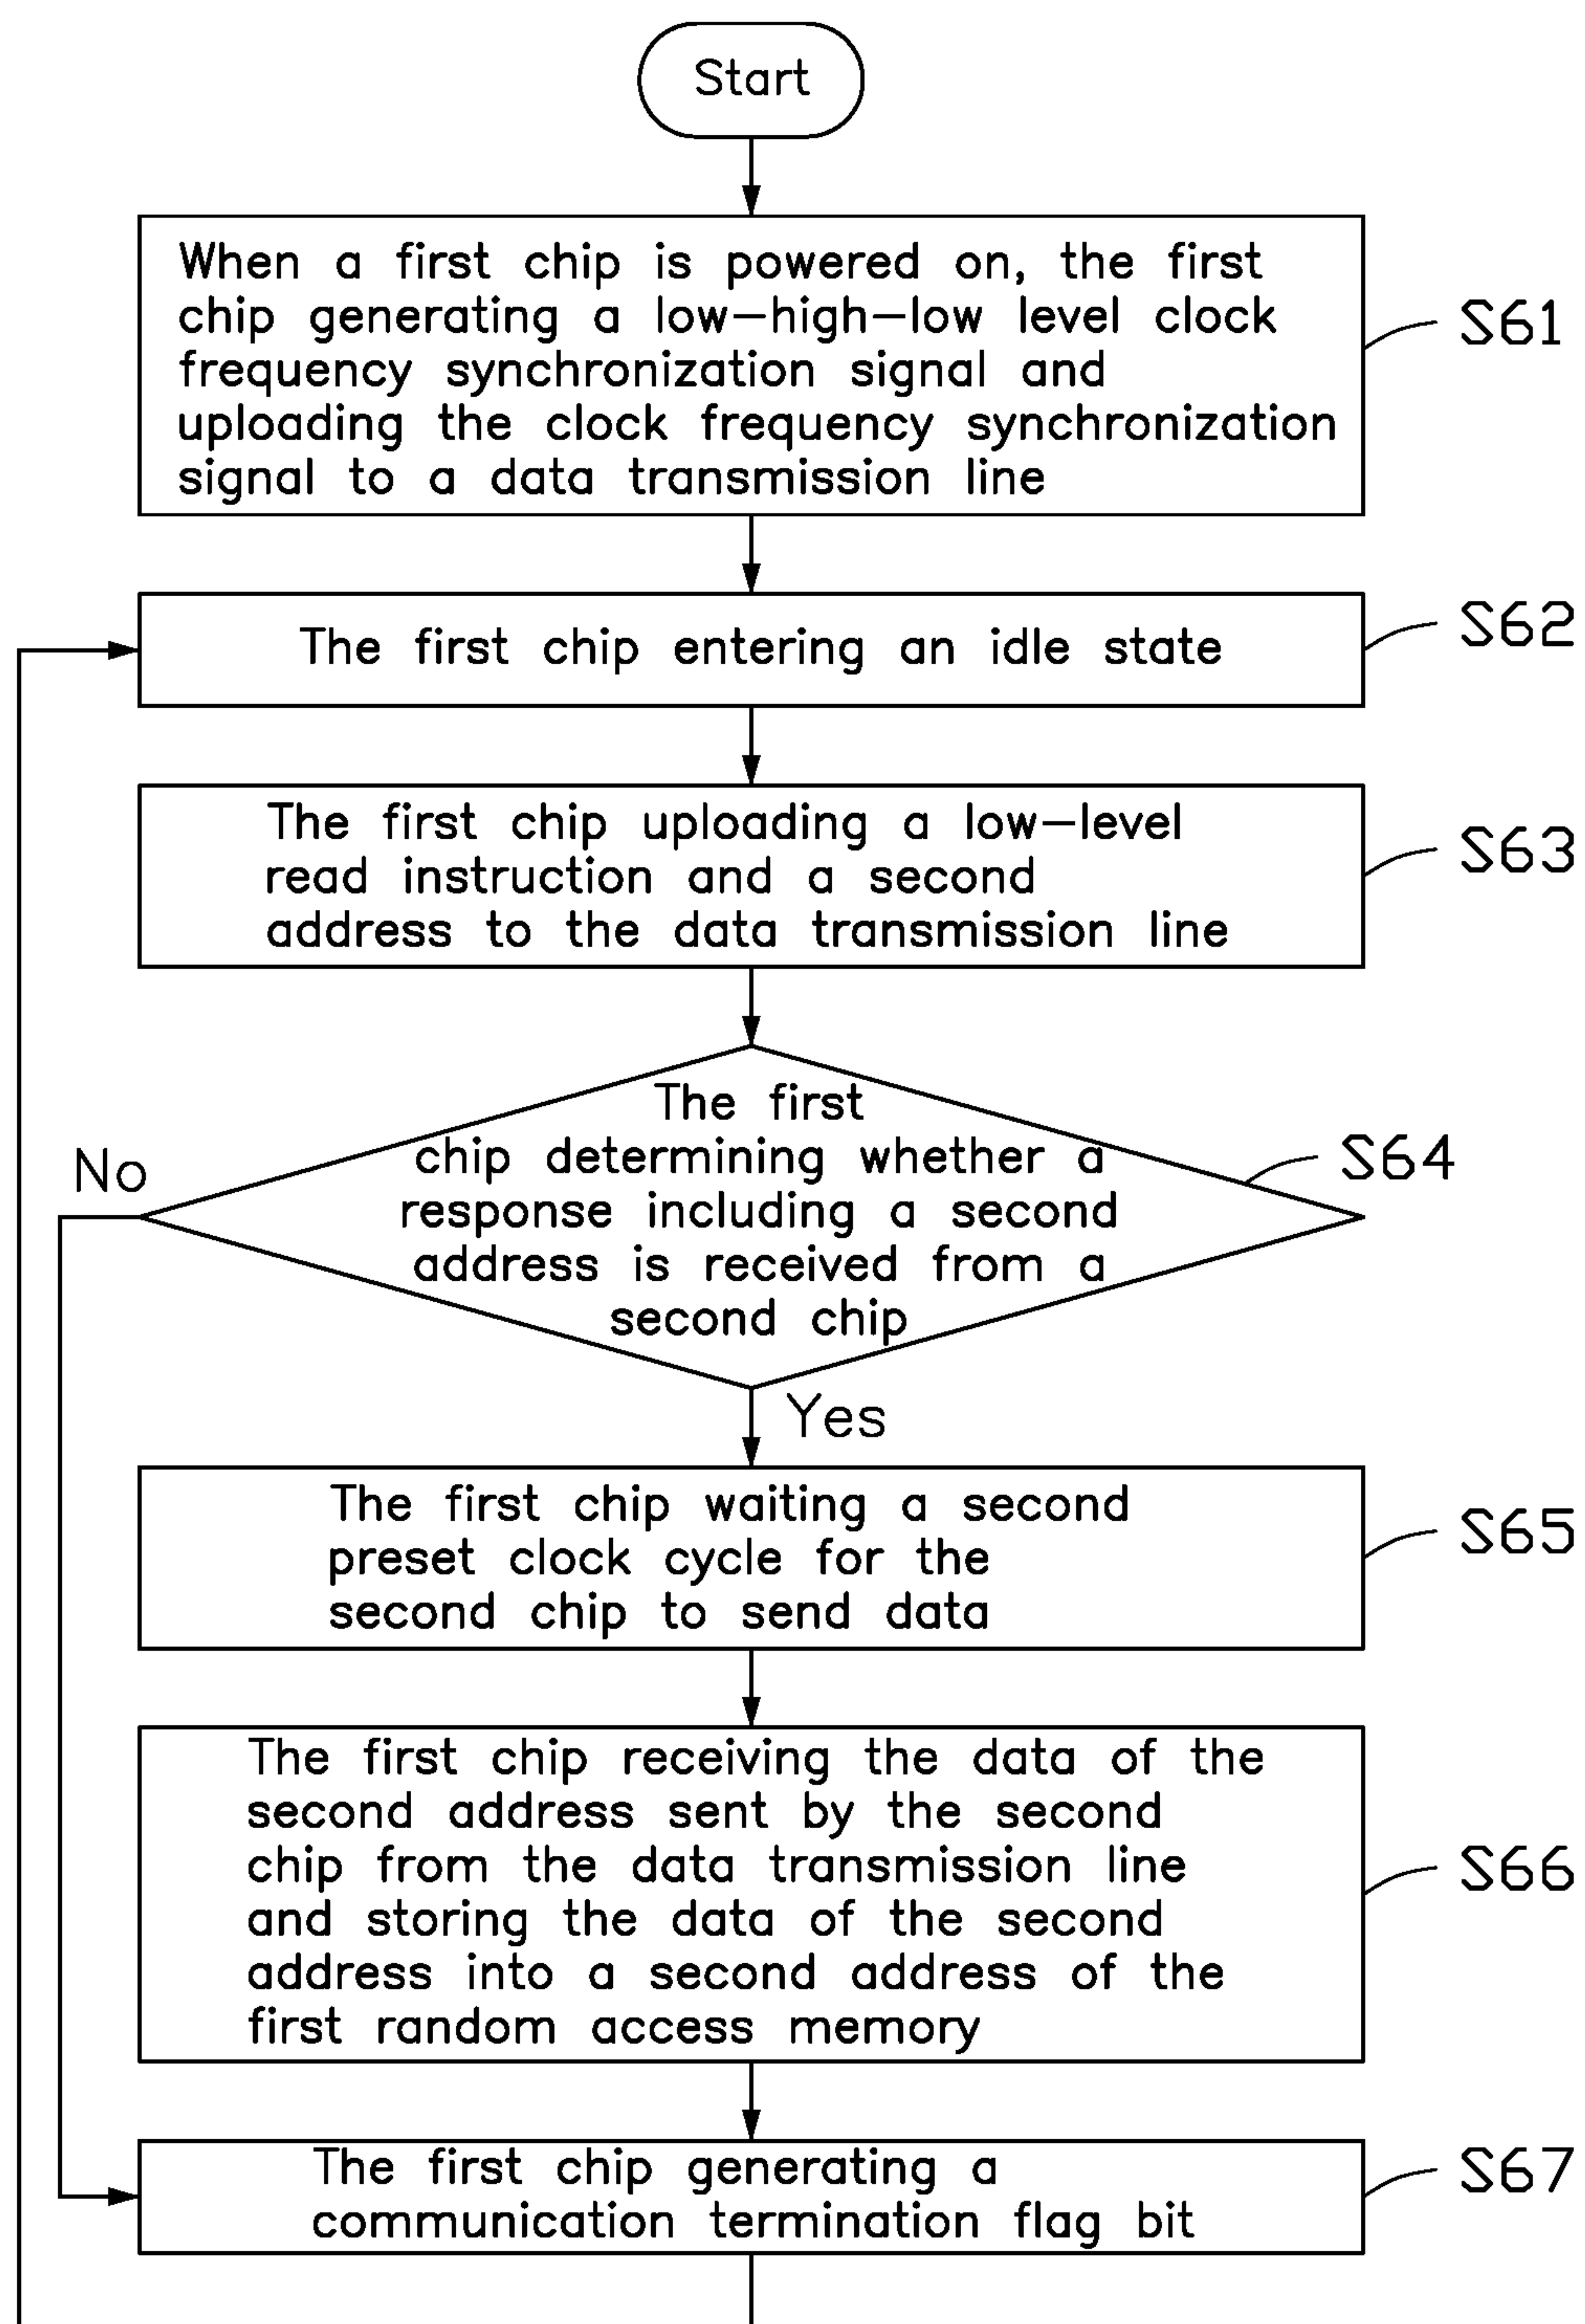 Start
When a first chip is powered on, the first
chip generating a low-high-low level clock
frequency synchronization signal and
uploading the clock frequency synchronization
signal to a data transmission line
S61
The first chip entering an idle state
S62
The first chip uploading a low-level
read instruction and a second
address to the data transmission line
S63
The first
chip determining whether a
response including a second
address is received from a
second chip
S64
No
Yes
The first chip waiting a second
preset clock cycle for the
second chip to send data
S65
The first chip receiving the data of the
second address sent by the second
chip from the data transmission line
and storing the data of the second
address into a second address of the
first random access memory
S66
The first chip generating a
communication termination flag bit
S67